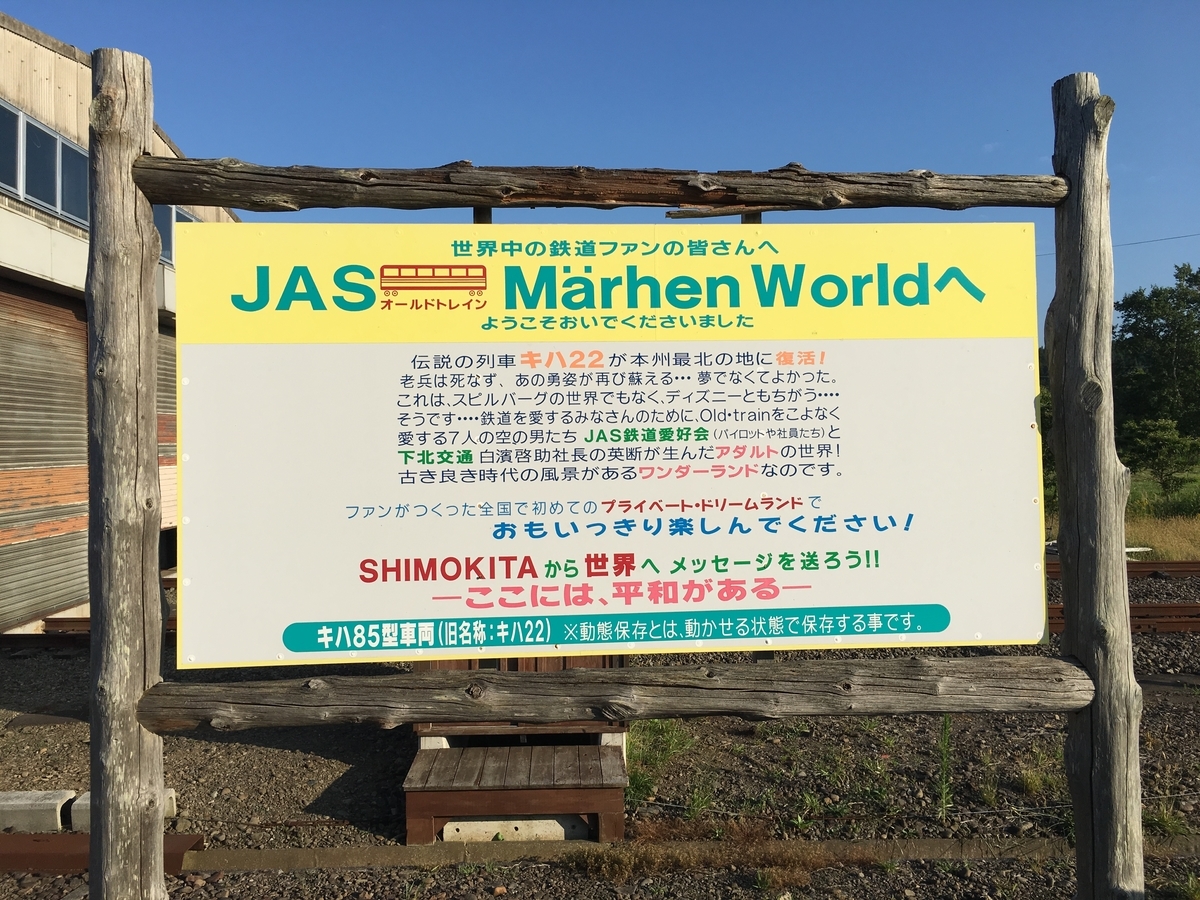 世界中の鉄道ファンの皆さんへ
JAS オールドトレイン Märhen Worldへ
ようこそおいでくださいました
伝説の列車キハ22が本州最北の地に復活!
老兵は死なず、あの勇姿が再び蘇える… 夢でなくてよかった。
これは、スピルバーグの世界でもなく、ディズニーともちがう‥‥
そうです‥‥鉄道を愛するみなさんのために、Old・trainをこよなく
愛する7人の空の男たち JAS鉄道愛好会(パイロットや社員たち)と
下北交通 白濱啓助社長の英断が生んだアダルトの世界!
古き良き時代の風景があるワンダーランドなのです。
ファンがつくった全国で初めてのプライベート・ドリームランドで
おもいっきり楽しんでください!
SHIMOKITAから世界へ メッセージを送ろう!!
—ここには、平和がある—
キハ85型車両(旧名称:キハ22) ※動態保存とは、動かせる状態で保存する事です。